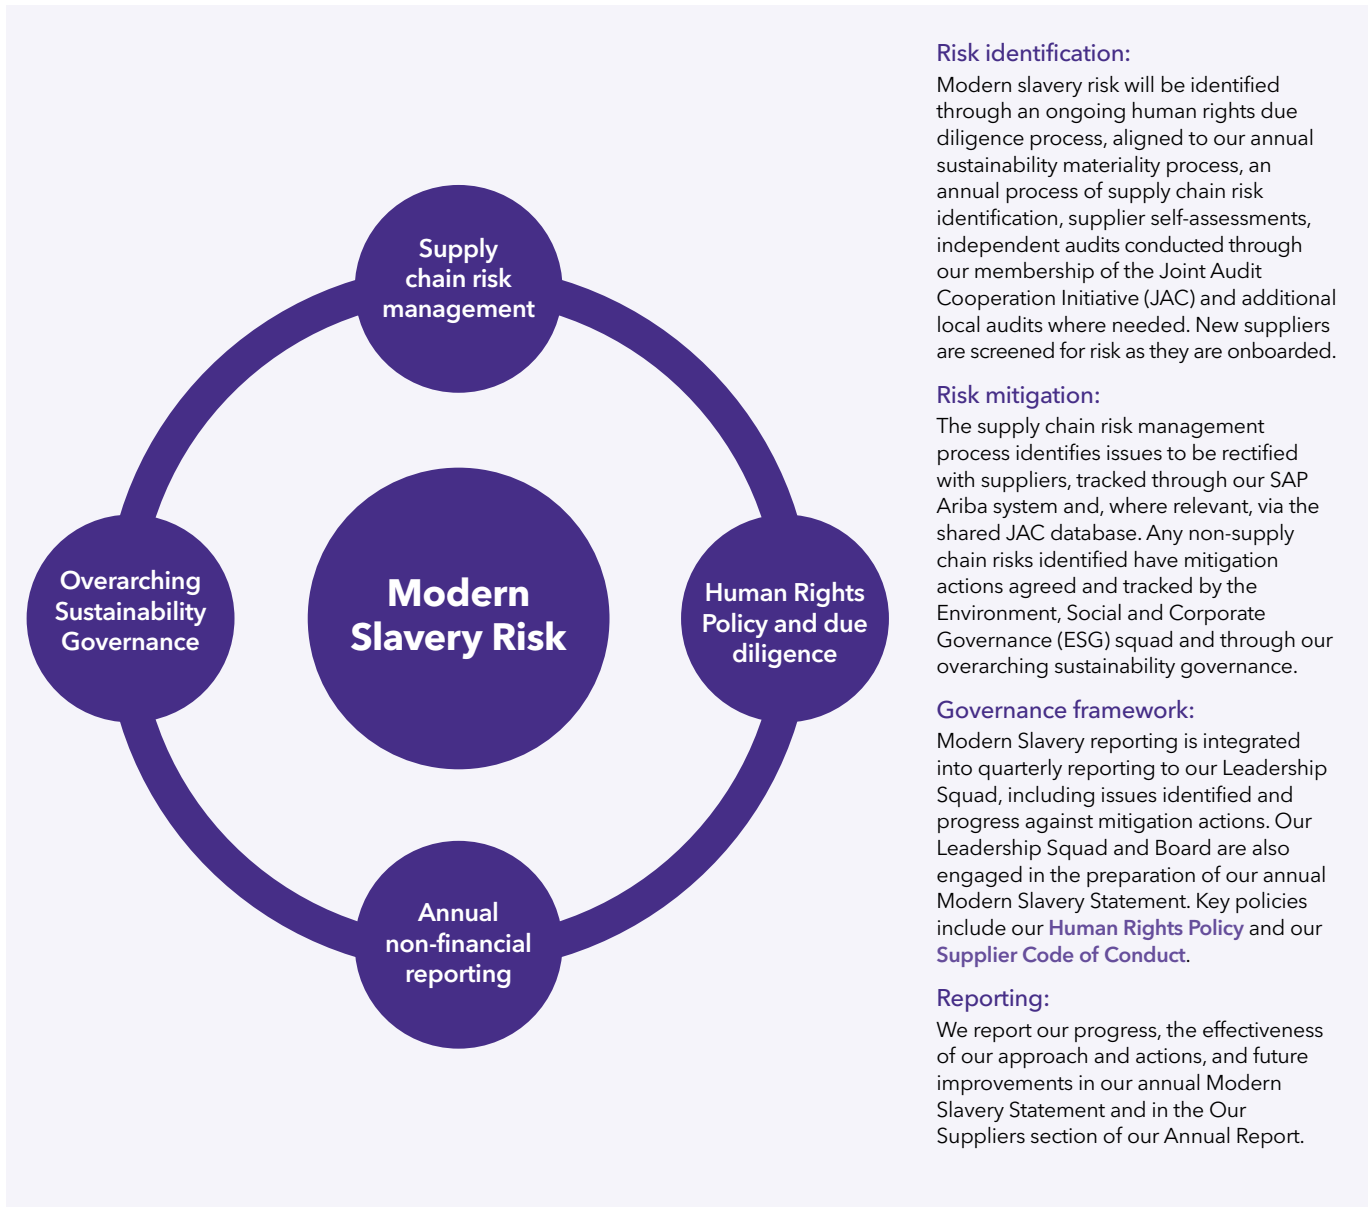 Supply
chain risk
management
Overarching
Sustainability
Governance
Modern
Slavery Risk
Human Rights
Policy and due
diligence
Annual
non-financial
reporting
Risk identification:
Modern slavery risk will be identified
through an ongoing human rights due
diligence process, aligned to our annual
sustainability materiality process, an
annual process of supply chain risk
identification, supplier self-assessments,
independent audits conducted through
our membership of the Joint Audit
Cooperation Initiative (JAC) and additional
local audits where needed. New suppliers
are screened for risk as they are onboarded.
Risk mitigation:
The supply chain risk management
process identifies issues to be rectified
with suppliers, tracked through our SAP
Ariba system and, where relevant, via the
shared JAC database. Any non-supply
chain risks identified have mitigation
actions agreed and tracked by the
Environment, Social and Corporate
Governance (ESG) squad and through our
overarching sustainability governance.
Governance framework:
Modern Slavery reporting is integrated
into quarterly reporting to our Leadership
Squad, including issues identified and
progress against mitigation actions. Our
Leadership Squad and Board are also
engaged in the preparation of our annual
Modern Slavery Statement. Key policies
include our Human Rights Policy and our
Supplier Code of Conduct.
Reporting:
We report our progress, the effectiveness
of our approach and actions, and future
improvements in our annual Modern
Slavery Statement and in the Our
Suppliers section of our Annual Report.